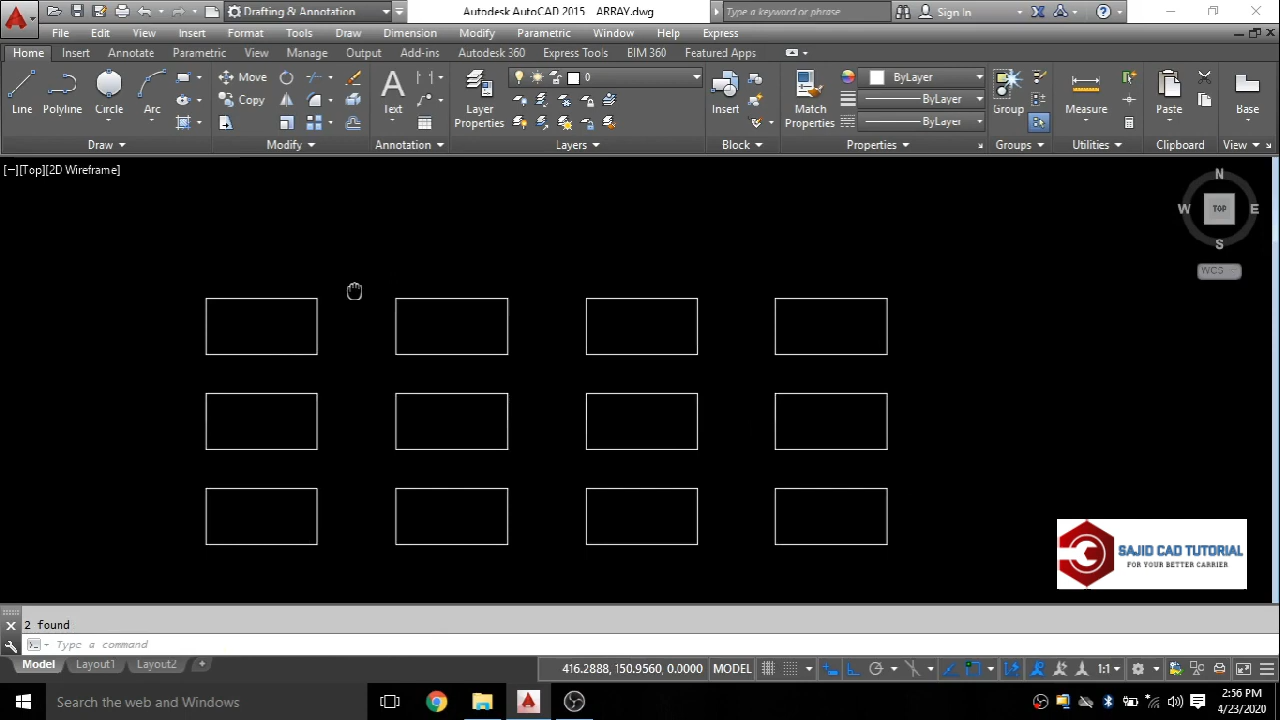 Drafting & Annotation
Autodesk AutoCAD 2015 ARRAY.dwg
Type a keyword or phrase
Sign In
File Edit View Insert Format Tools Draw Dimension Modify Parametric Window Help Express
Home Insert Annotate Parametric View Manage Output Add-ins Autodesk 360 Express Tools BIM 360 Featured Apps
Line Polyline Circle Arc
Move
Copy
Text
Layer Properties
0
Insert
Match Properties
ByLayer
ByLayer
ByLayer
Group
Measure
Paste
Base
Draw Modify Annotation Layers Block Properties Groups Utilities Clipboard View
[−][Top][2D Wireframe]
N
W TOP E
S
WCS
SAJID CAD TUTORIAL
FOR YOUR BETTER CARRIER
2 found
Type a command
Model Layout1 Layout2 +
416.2888, 150.9560, 0.0000 MODEL 1:1
Search the web and Windows
2:56 PM
4/23/2020